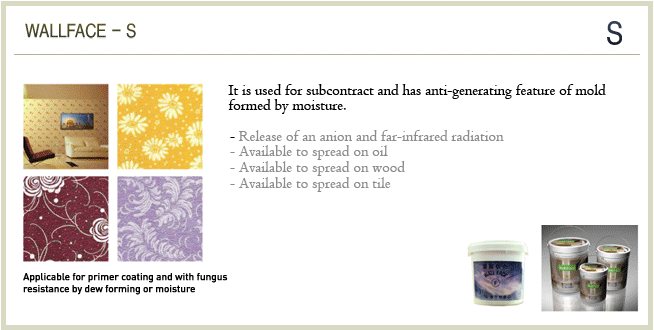 WALLFACE – S
S
It is used for subcontract and has anti-generating feature of mold
formed by moisture.
- Release of an anion and far-infrared radiation
- Available to spread on oil
- Available to spread on wood
- Available to spread on tile
Applicable for primer coating and with fungus
resistance by dew forming or moisture